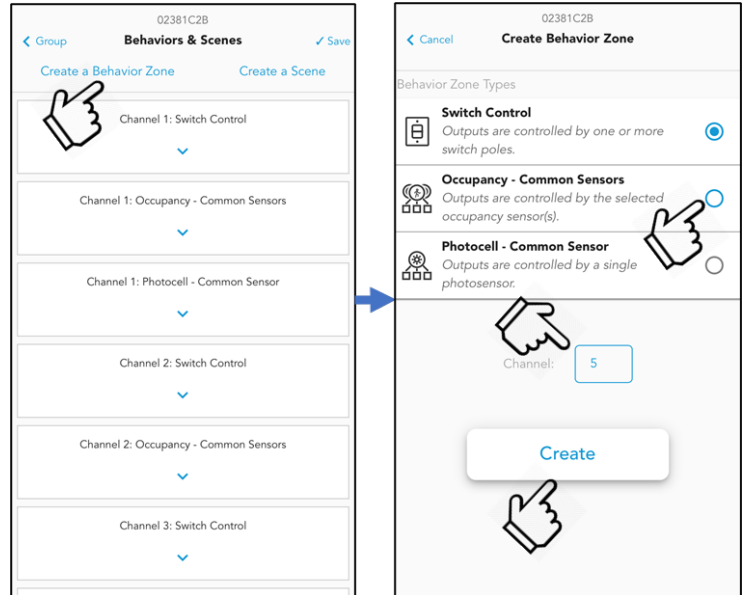 02381C2B
Group
Behaviors & Scenes
✓ Save
Create a Behavior Zone
Create a Scene
Channel 1: Switch Control
Channel 1: Occupancy - Common Sensors
Channel 1: Photocell - Common Sensor
Channel 2: Switch Control
Channel 2: Occupancy - Common Sensors
Channel 3: Switch Control
02381C2B
Cancel
Create Behavior Zone
Behavior Zone Types
Switch Control
Outputs are controlled by one or more
switch poles.
Occupancy - Common Sensors
Outputs are controlled by the selected
occupancy sensor(s).
Photocell - Common Sensor
Outputs are controlled by a single
photosensor.
Channel:
5
Create